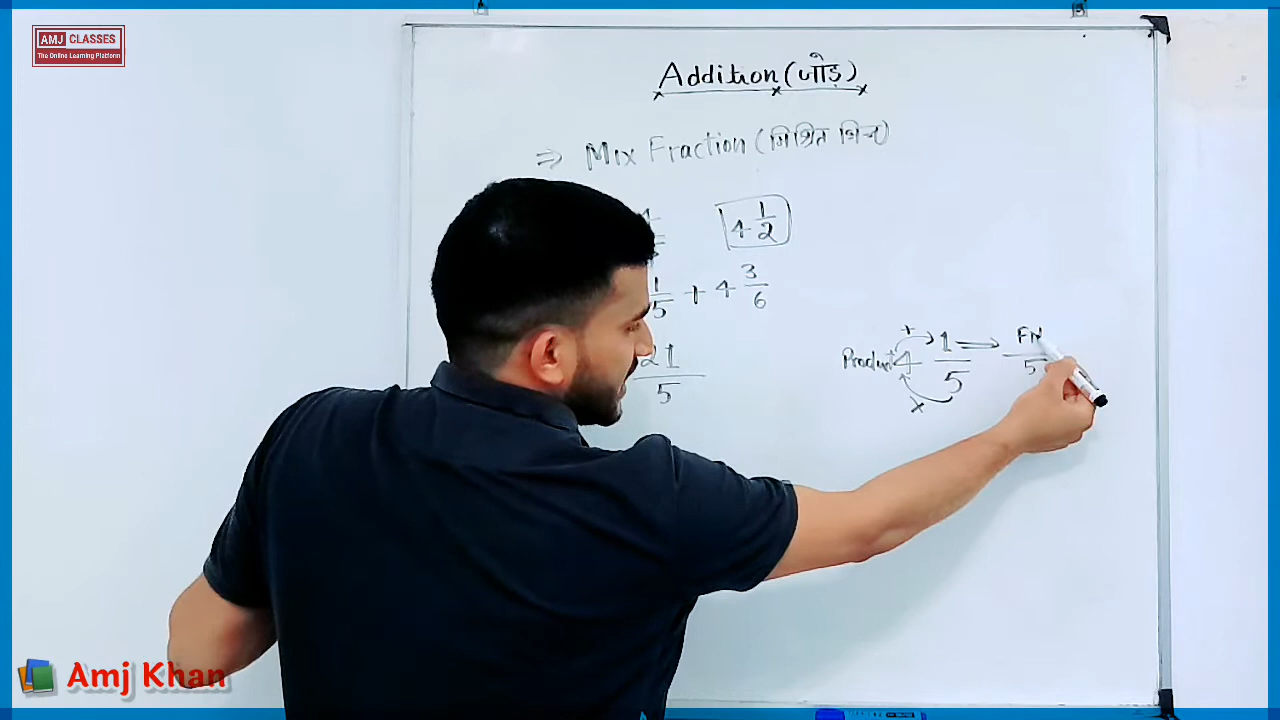 AMJ CLASSES
The Online Learning Platform
Addition (जोड़)
⇒ Mix Fraction (मिश्रित भिन्न)
4 1/2
1/5 + 4 3/6
21/5
Product 4 1/5 ⇒ FN/5
+
×
Amj Khan